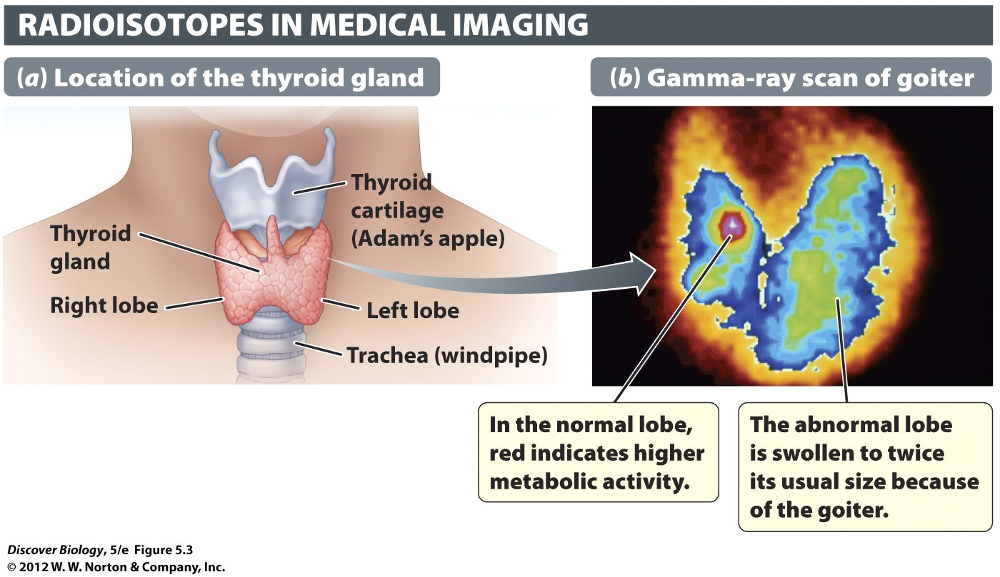 RADIOISOTOPES IN MEDICAL IMAGING
(a) Location of the thyroid gland
Thyroid
cartilage
(Adam’s apple)
Thyroid
gland
Right lobe
Left lobe
Trachea (windpipe)
(b) Gamma-ray scan of goiter
In the normal lobe,
red indicates higher
metabolic activity.
The abnormal lobe
is swollen to twice
its usual size because
of the goiter.
Discover Biology, 5/e Figure 5.3
© 2012 W. W. Norton & Company, Inc.